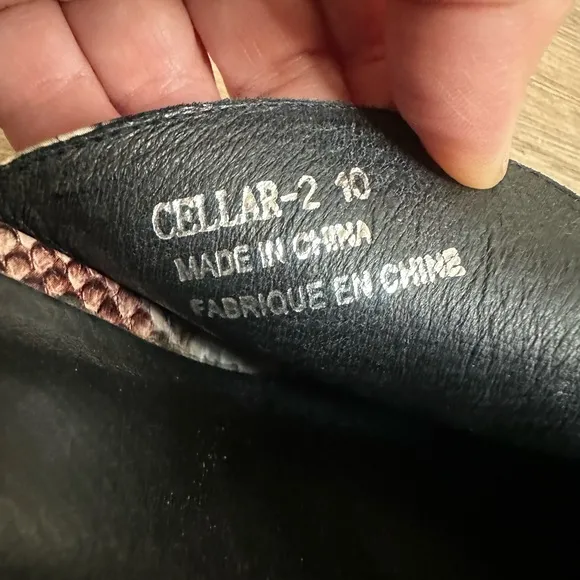 CELLAR-2 10
MADE IN CHINA
FABRIQUE EN CHINE